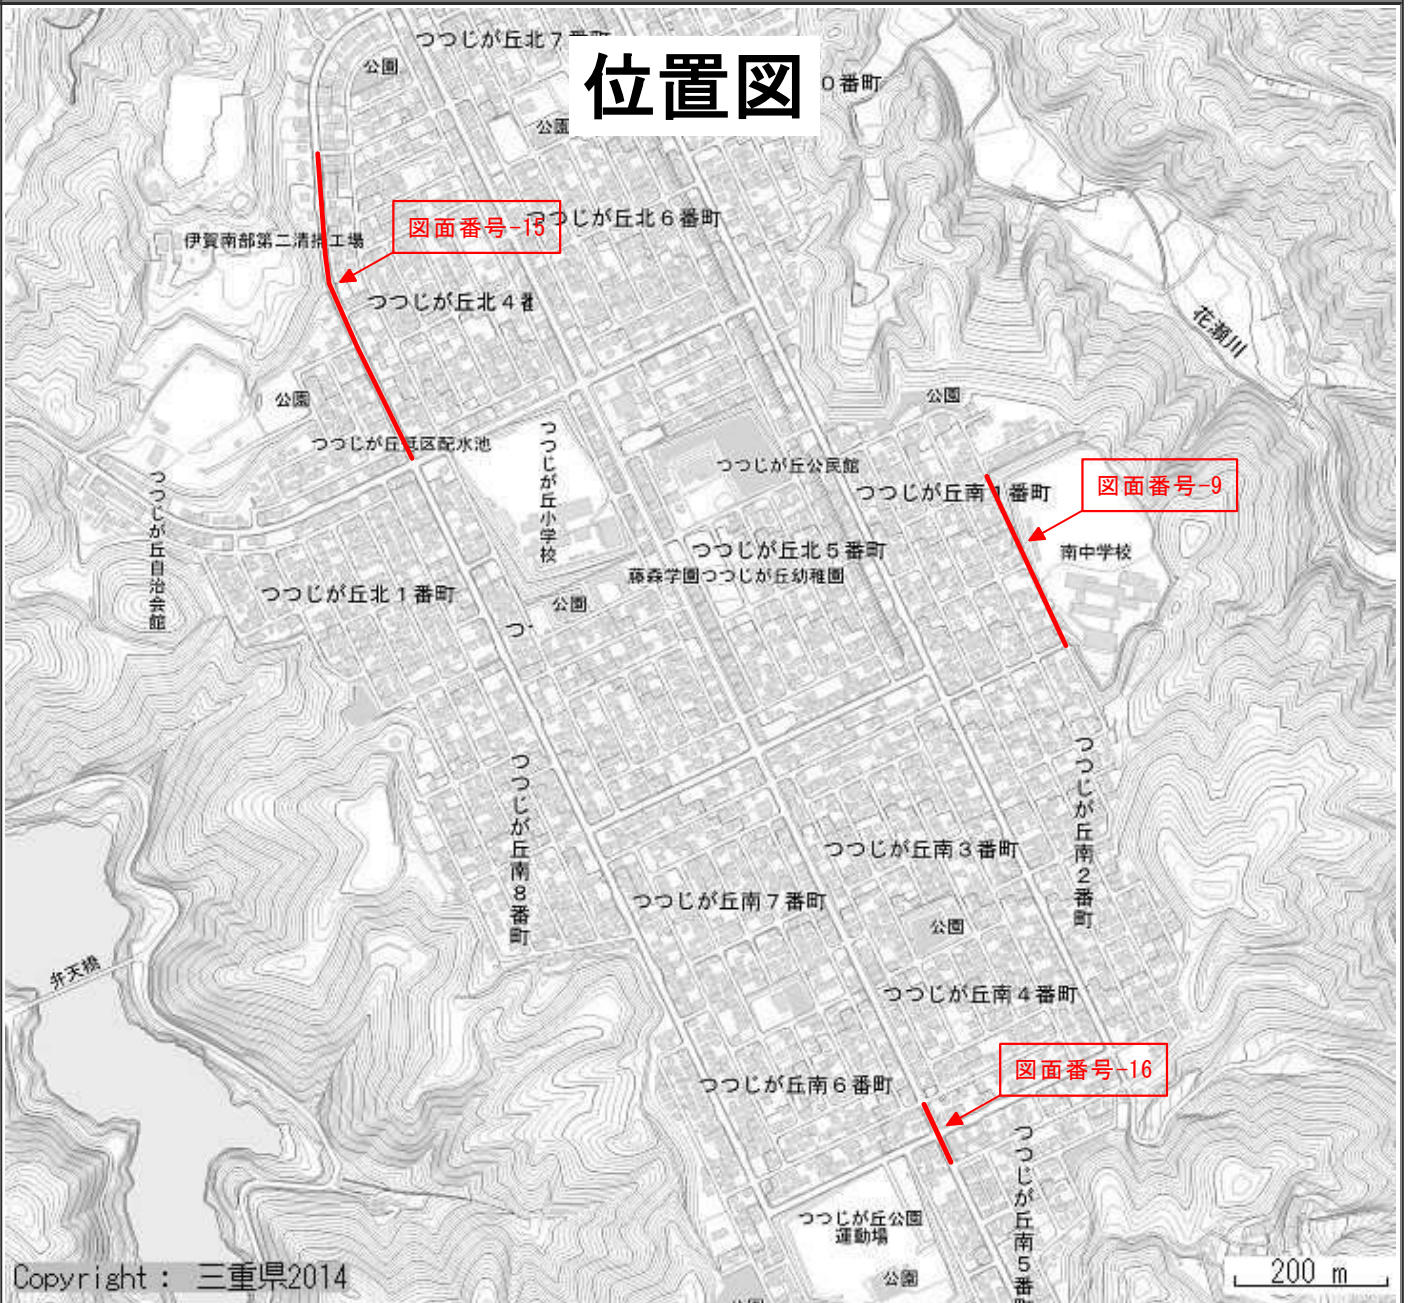 つつじが丘北７番町
公園
位置図
０番町
公園
つつじが丘北６番町
図面番号-15
伊賀南部第二清掃工場
つつじが丘北４番
花瀬川
公園
公園
つつじが丘低区配水池
つつじが丘小学校
つつじが丘公民館
つつじが丘南１番町
図面番号-9
つつじが丘自治会館
つつじが丘北５番町
南中学校
藤森学園つつじが丘幼稚園
つつじが丘北１番町
公園
つ
つつじが丘南２番町
つつじが丘南８番町
つつじが丘南３番町
つつじが丘南７番町
公園
弁天橋
つつじが丘南４番町
図面番号-16
つつじが丘南６番町
つつじが丘南５番町
つつじが丘公園
運動場
公園
Copyright : 三重県2014
200 m
公園